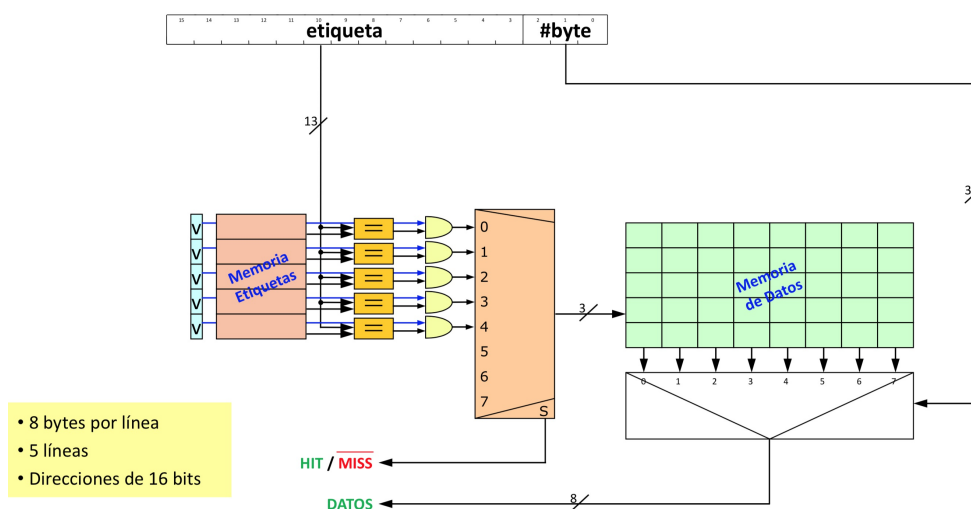 15 14 13 12 11 10 9 8 7 6 5 4 3 2 1 0
etiqueta #byte
13
3
V
V
V
V
V
Memoria
Etiquetas
=
=
=
=
=
0
1
2
3
4
5
6
7
S
3
Memoria
de Datos
0 1 2 3 4 5 6 7
• 8 bytes por línea
• 5 líneas
• Direcciones de 16 bits
HIT / MISS
DATOS
8